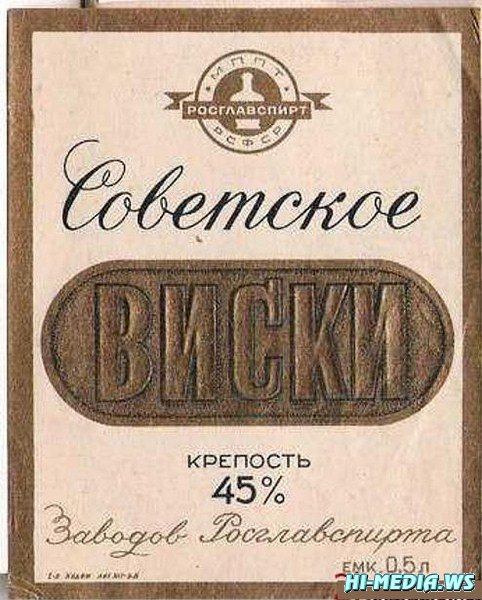 МППТ
РОСГЛАВСПИРТ
РСФСР
Советское
ВИСКИ
КРЕПОСТЬ
45%
Заводов Росглавспирта
ЕМК. 0,5 л
HI-MEDIA.WS